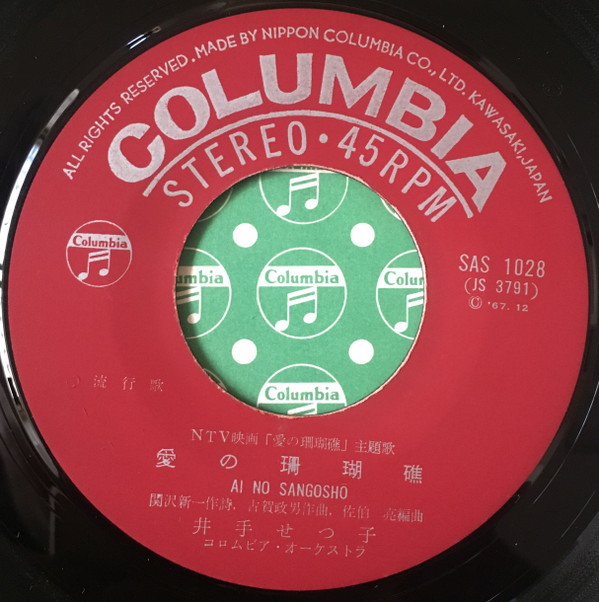 ALL RIGHTS RESERVED. MADE BY NIPPON COLUMBIA CO., LTD. KAWASAKI, JAPAN
COLUMBIA
STEREO・45RPM
Columbia
SAS 1028
(JS 3791)
Ⓒ '67. 12
Columbia
Columbia
Columbia
Columbia
流行歌
NTV映画「愛の珊瑚礁」主題歌
愛の珊瑚礁
AI NO SANGOSHŌ
関沢新一作詩. 古賀政男作曲. 佐伯 亮編曲
井手せつ子
コロムビア・オーケストラ